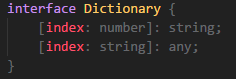 interface Dictionary {
    [index: number]: string;
    [index: string]: any;
}